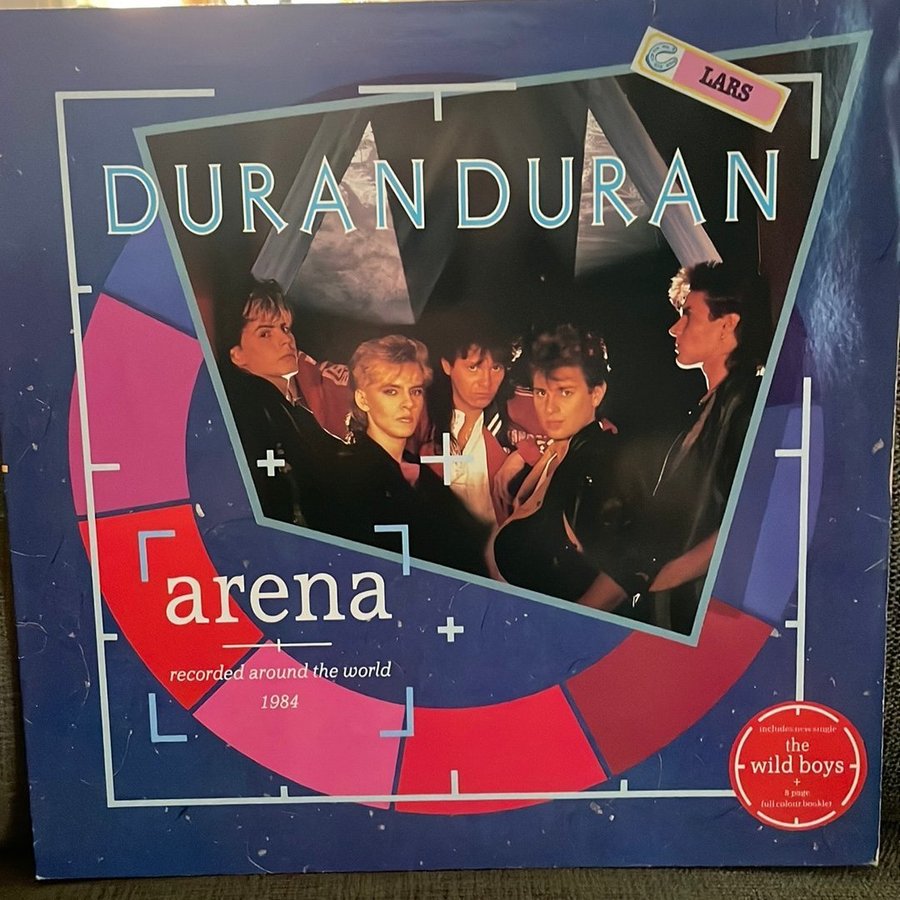 LARS
DURAN DURAN
arena
recorded around the world
1984
includes new single
the
wild boys
+
8 page
full colour booklet